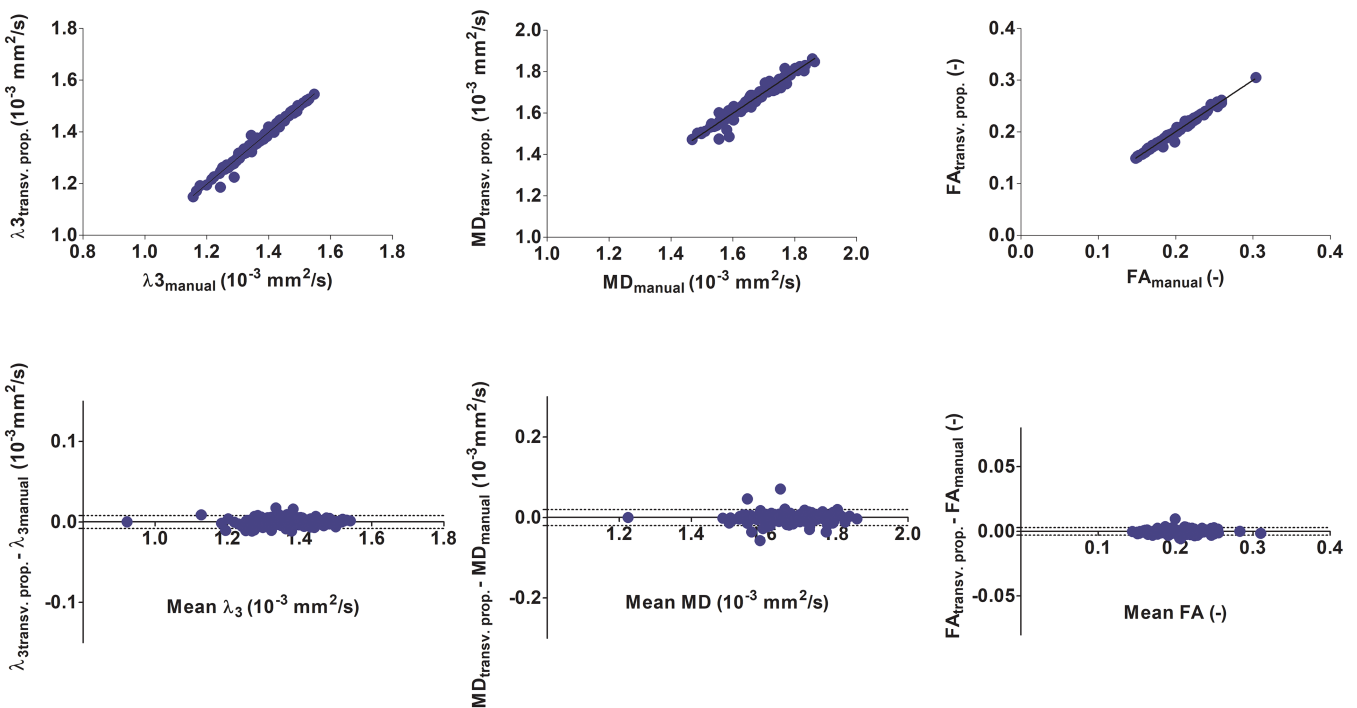 λ3transv. prop. (10-3 mm2/s)
1.8
1.6
1.4
1.2
1.0
0.8 1.0 1.2 1.4 1.6 1.8
λ3manual (10-3 mm2/s)
MDtransv. prop. (10-3 mm2/s)
2.0
1.8
1.6
1.4
1.2
1.0
1.0 1.2 1.4 1.6 1.8 2.0
MDmanual (10-3 mm2/s)
FAtransv. prop. (-)
0.4
0.3
0.2
0.1
0.0
0.0 0.1 0.2 0.3 0.4
FAmanual (-)
λ3transv. prop. - λ3manual (10-3 mm2/s)
0.1
0.0
-0.1
1.0 1.2 1.4 1.6 1.8
Mean λ3 (10-3 mm2/s)
MDtransv. prop. - MDmanual (10-3mm2/s)
0.2
0.0
-0.2
1.2 1.4 1.6 1.8 2.0
Mean MD (10-3 mm2/s)
FAtransv. prop. - FAmanual (-)
0.05
0.00
-0.05
0.1 0.2 0.3 0.4
Mean FA (-)